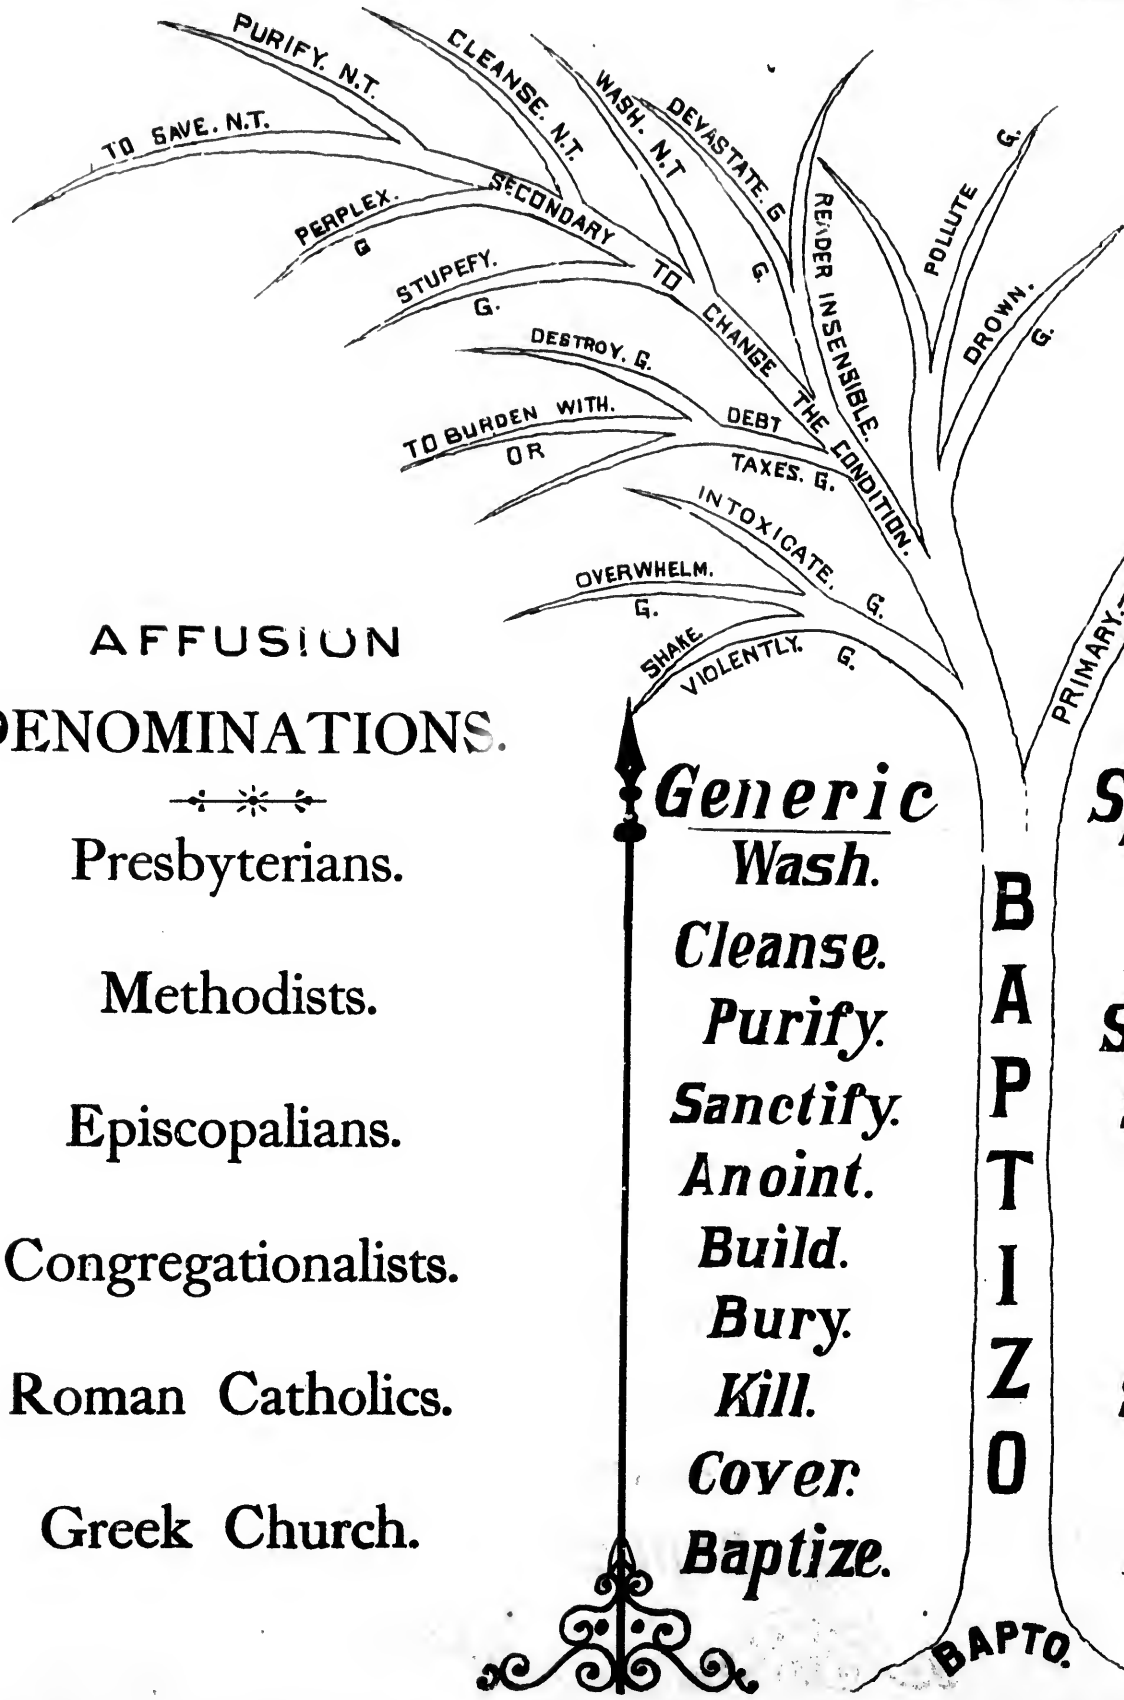 PURIFY. N.T.
CLEANSE. N.T.
WASH. N.T
DEVASTATE. G
G.
TO SAVE. N.T.
PERPLEX.
G
SECONDARY TO CHANGE THE CONDITION.
READER INSENSIBLE.
POLLUTE G.
DROWN.
G.
STUPEFY.
G.
DESTROY. G.
TO BURDEN WITH.
OR
DEBT
TAXES. G.
INTOXICATE. G.
OVERWHELM.
G.
SHAKE
VIOLENTLY. G.
PRIMARY.
AFFUSION
DENOMINATIONS.
Presbyterians.
Methodists.
Episcopalians.
Congregationalists.
Roman Catholics.
Greek Church.
Generic
Wash.
Cleanse.
Purify.
Sanctify.
Anoint.
Build.
Bury.
Kill.
Cover.
Baptize.
BAPTIZO
BAPTO.